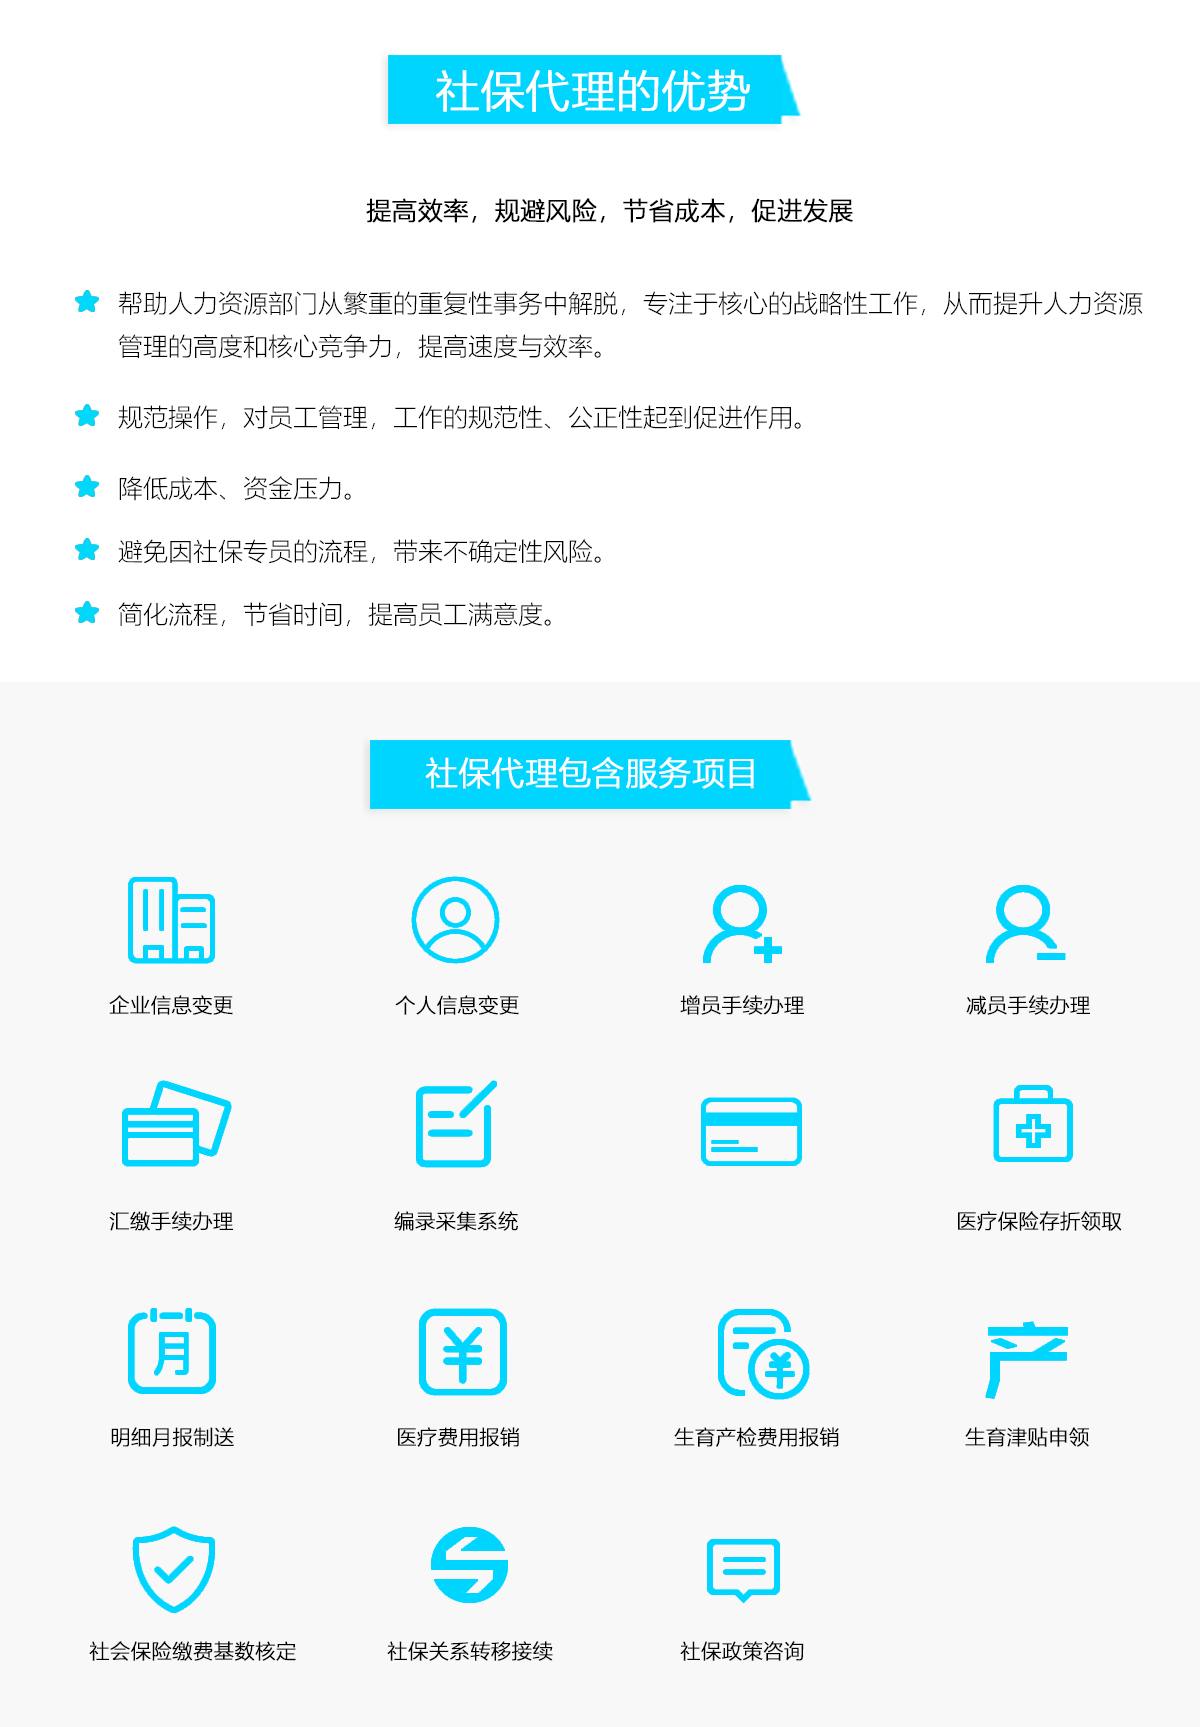 社保代理的优势
提高效率，规避风险，节省成本，促进发展
帮助人力资源部门从繁重的重复性事务中解脱，专注于核心的战略性工作，从而提升人力资源
管理的高度和核心竞争力，提高速度与效率。
规范操作，对员工管理，工作的规范性、公正性起到促进作用。
降低成本、资金压力。
避免因社保专员的流程，带来不确定性风险。
简化流程，节省时间，提高员工满意度。
社保代理包含服务项目
企业信息变更
个人信息变更
增员手续办理
减员手续办理
汇缴手续办理
编录采集系统
医疗保险存折领取
月
明细月报制送
¥
医疗费用报销
¥
生育产检费用报销
产
生育津贴申领
社会保险缴费基数核定
社保关系转移接续
社保政策咨询